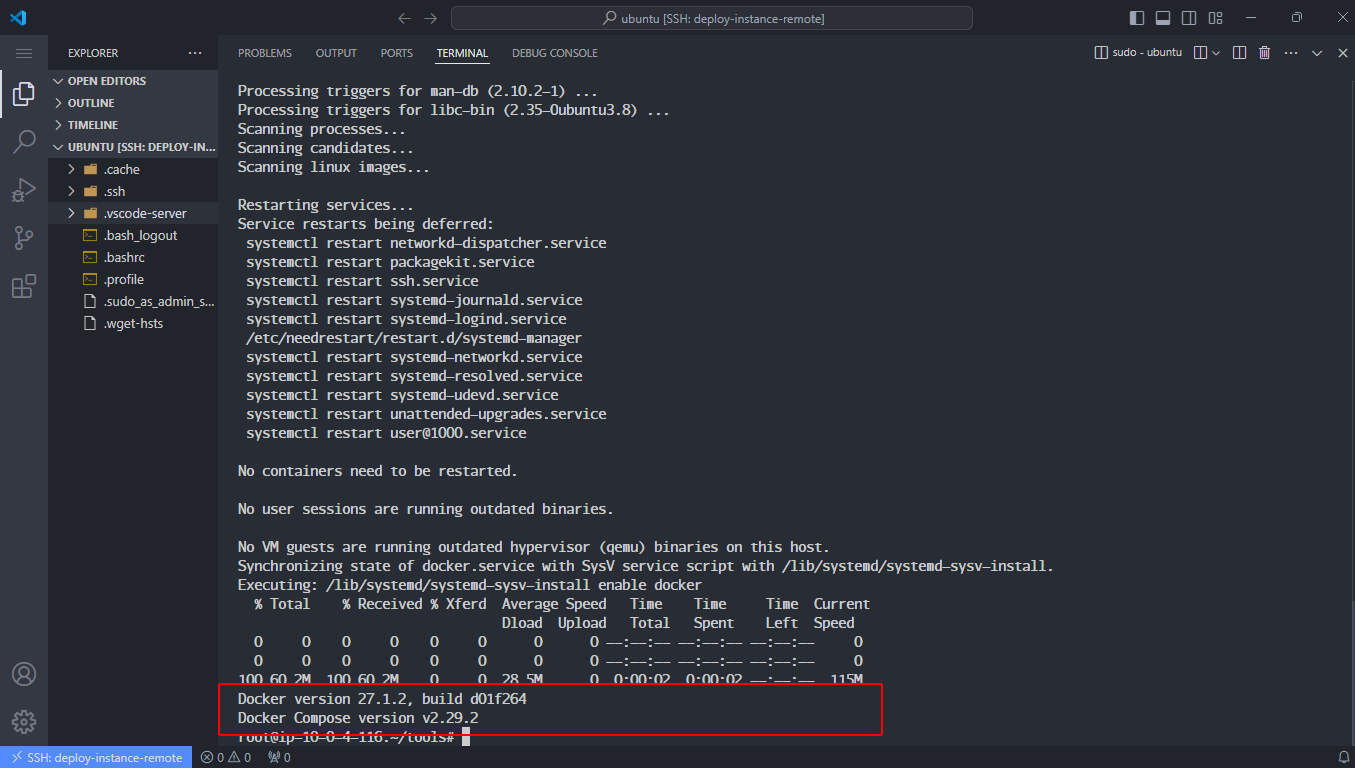 ubuntu [SSH: deploy-instance-remote]
EXPLORER
OPEN EDITORS
OUTLINE
TIMELINE
UBUNTU [SSH: DEPLOY-IN...
.cache
.ssh
.vscode-server
.bash_logout
.bashrc
.profile
.sudo_as_admin_s...
.wget-hsts
PROBLEMS OUTPUT PORTS TERMINAL DEBUG CONSOLE
sudo - ubuntu
Processing triggers for man-db (2.10.2-1) ...
Processing triggers for libc-bin (2.35-0ubuntu3.8) ...
Scanning processes...
Scanning candidates...
Scanning linux images...
Restarting services...
Service restarts being deferred:
systemctl restart networkd-dispatcher.service
systemctl restart packagekit.service
systemctl restart ssh.service
systemctl restart systemd-journald.service
systemctl restart systemd-logind.service
/etc/needrestart/restart.d/systemd-manager
systemctl restart systemd-networkd.service
systemctl restart systemd-resolved.service
systemctl restart systemd-udevd.service
systemctl restart unattended-upgrades.service
systemctl restart user@1000.service
No containers need to be restarted.
No user sessions are running outdated binaries.
No VM guests are running outdated hypervisor (qemu) binaries on this host.
Synchronizing state of docker.service with SysV service script with /lib/systemd/systemd-sysv-install.
Executing: /lib/systemd/systemd-sysv-install enable docker
% Total % Received % Xferd Average Speed Time Time Time Current
Dload Upload Total Spent Left Speed
0 0 0 0 0 0 0 0 --:--:-- --:--:-- --:--:-- 0
0 0 0 0 0 0 0 0 --:--:-- --:--:-- --:--:-- 0
100 60.2M 100 60.2M 0 0 28.5M 0 0:00:02 0:00:02 --:--:-- 115M
Docker version 27.1.2, build d01f264
Docker Compose version v2.29.2
root@ip-10-0-4-116:~/tools#
SSH: deploy-instance-remote 0 0 0